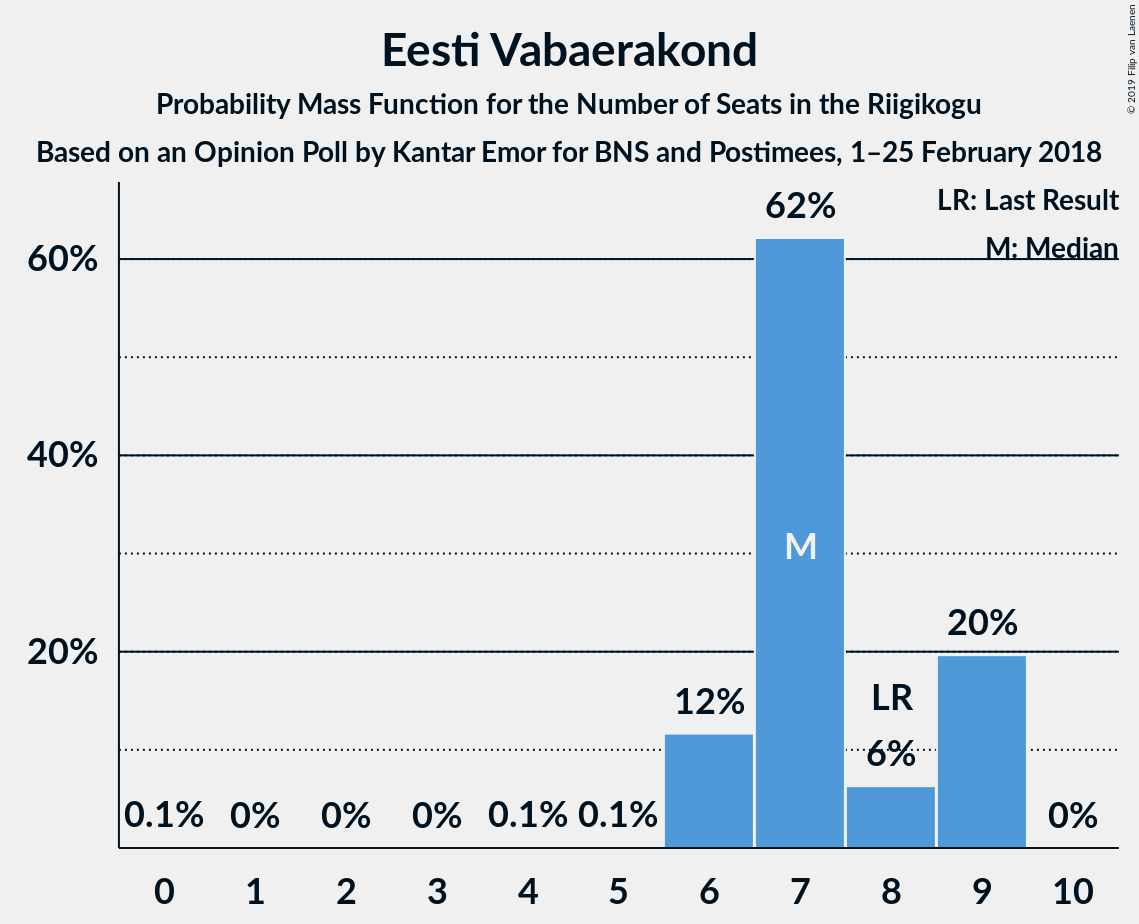 Eesti Vabaerakond
Probability Mass Function for the Number of Seats in the Riigikogu
Based on an Opinion Poll by Kantar Emor for BNS and Postimees, 1–25 February 2018
© 2019 Filip van Laenen
LR: Last Result
M: Median
62%
60%
40%
M
20%
20%
12%
LR
6%
0.1% 0% 0% 0% 0.1% 0.1% 0%
0 1 2 3 4 5 6 7 8 9 10